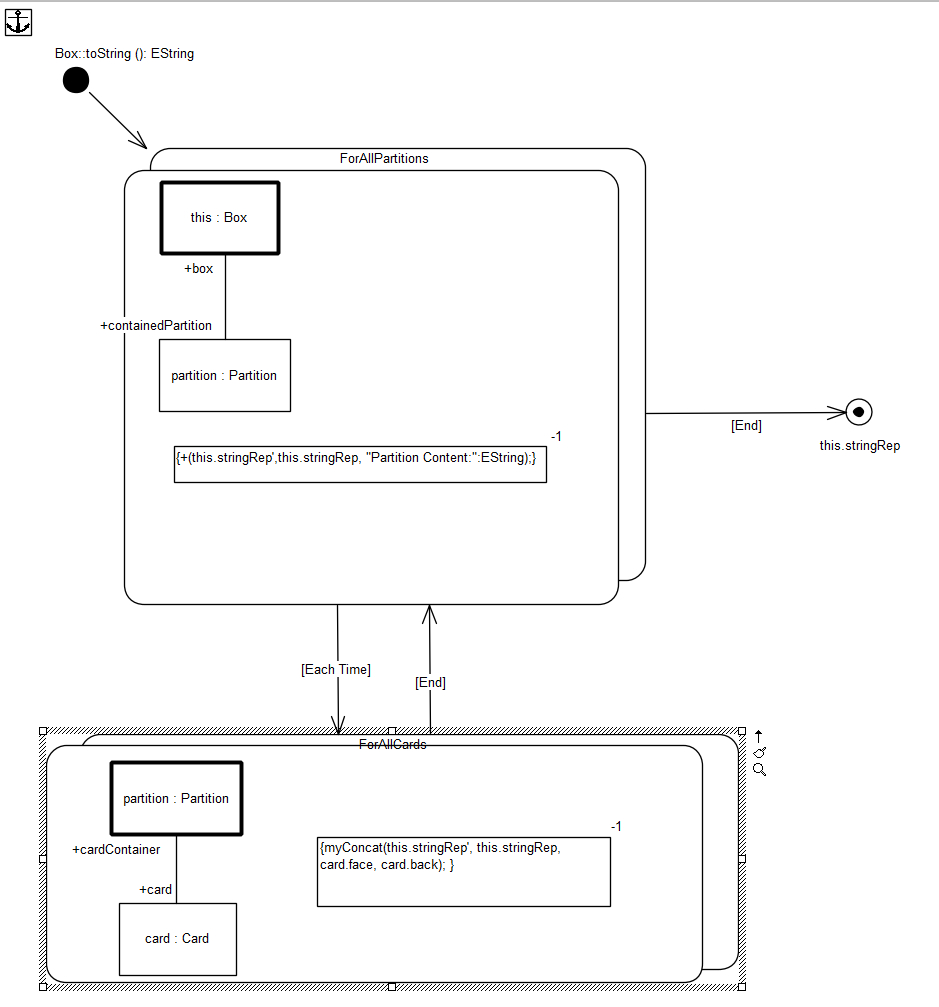 Box::toString (): EString
ForAllPartitions
this : Box
+box
+containedPartition
partition : Partition
-1
{+(this.stringRep',this.stringRep, "Partition Content:":EString);}
[End]
this.stringRep
[Each Time]
[End]
ForAllCards
partition : Partition
+cardContainer
-1
{myConcat(this.stringRep', this.stringRep,
card.face, card.back); }
+card
card : Card